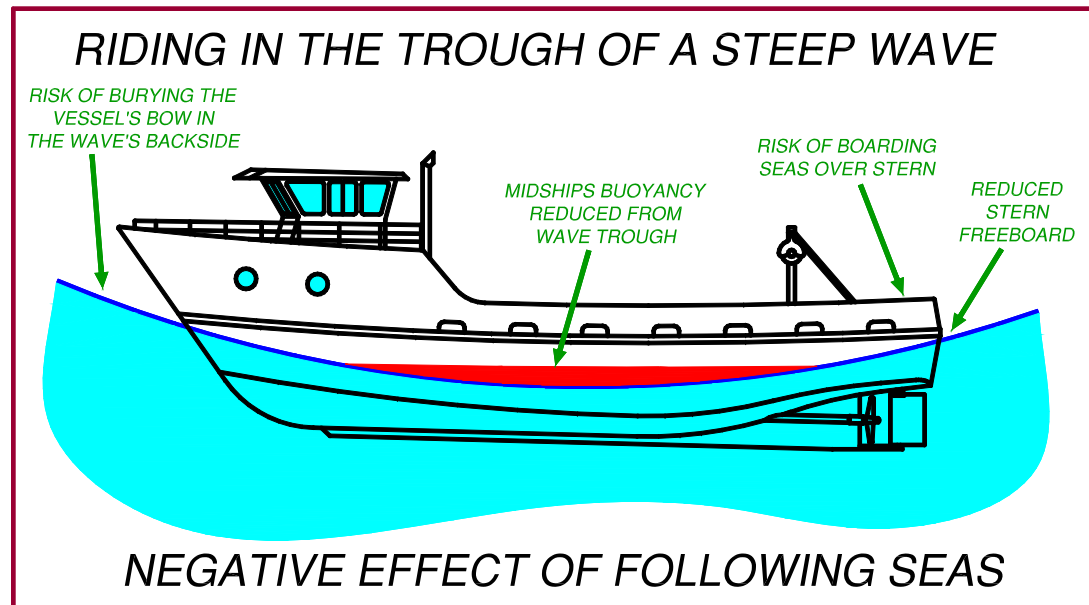 RIDING IN THE TROUGH OF A STEEP WAVE
RISK OF BURYING THE
VESSEL'S BOW IN
THE WAVE'S BACKSIDE
MIDSHIPS BUOYANCY
REDUCED FROM
WAVE TROUGH
RISK OF BOARDING
SEAS OVER STERN
REDUCED
STERN
FREEBOARD
NEGATIVE EFFECT OF FOLLOWING SEAS